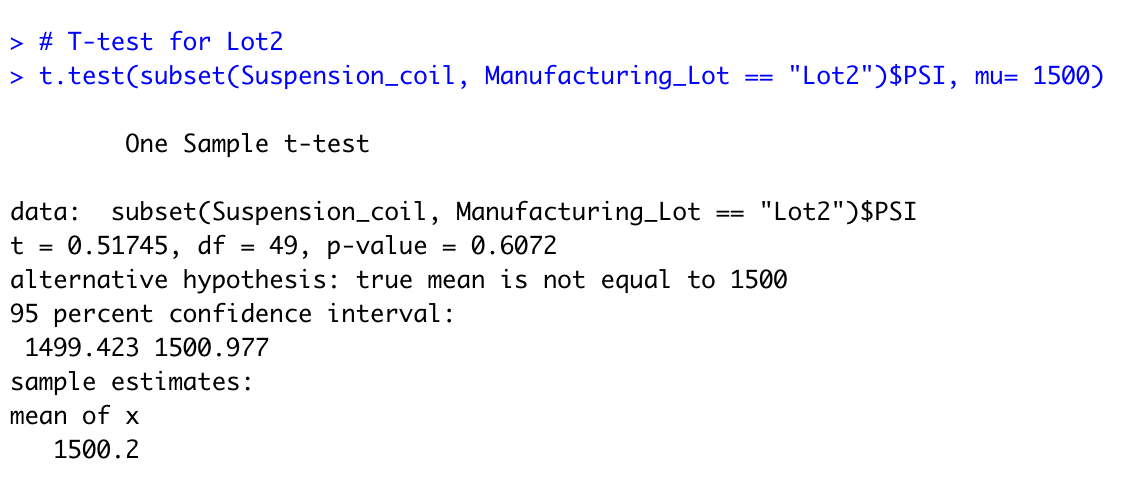 > # T-test for Lot2
> t.test(subset(Suspension_coil, Manufacturing_Lot == "Lot2")$PSI, mu= 1500)
One Sample t-test
data:  subset(Suspension_coil, Manufacturing_Lot == "Lot2")$PSI
t = 0.51745, df = 49, p-value = 0.6072
alternative hypothesis: true mean is not equal to 1500
95 percent confidence interval:
1499.423 1500.977
sample estimates:
mean of x
1500.2